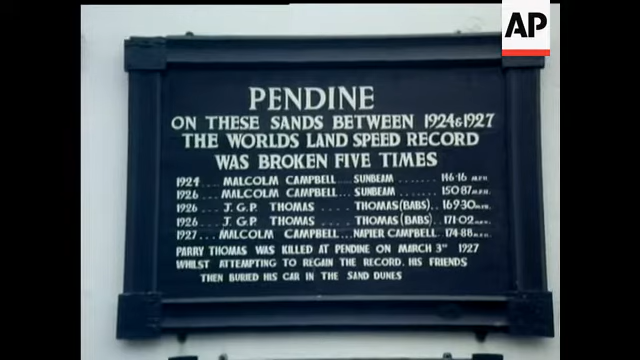 AP
PENDINE
ON THESE SANDS BETWEEN 1924 & 1927
THE WORLDS LAND SPEED RECORD
WAS BROKEN FIVE TIMES
1924 .... MALCOLM CAMPBELL .... SUNBEAM ....... 146·16 M.P.H.
1926 .... MALCOLM CAMPBELL .... SUNBEAM ....... 150·87 M.P.H.
1926 .... J. G. P. THOMAS .... THOMAS (BABS) .. 169·30 M.P.H.
1926 .... J. G. P. THOMAS .... THOMAS (BABS) .. 171·02 M.P.H.
1927 .... MALCOLM CAMPBELL .... NAPIER CAMPBELL . 174·88 M.P.H.
PARRY THOMAS WAS KILLED AT PENDINE ON MARCH 3RD 1927
WHILST ATTEMPTING TO REGAIN THE RECORD. HIS FRIENDS
THEN BURIED HIS CAR IN THE SAND DUNES